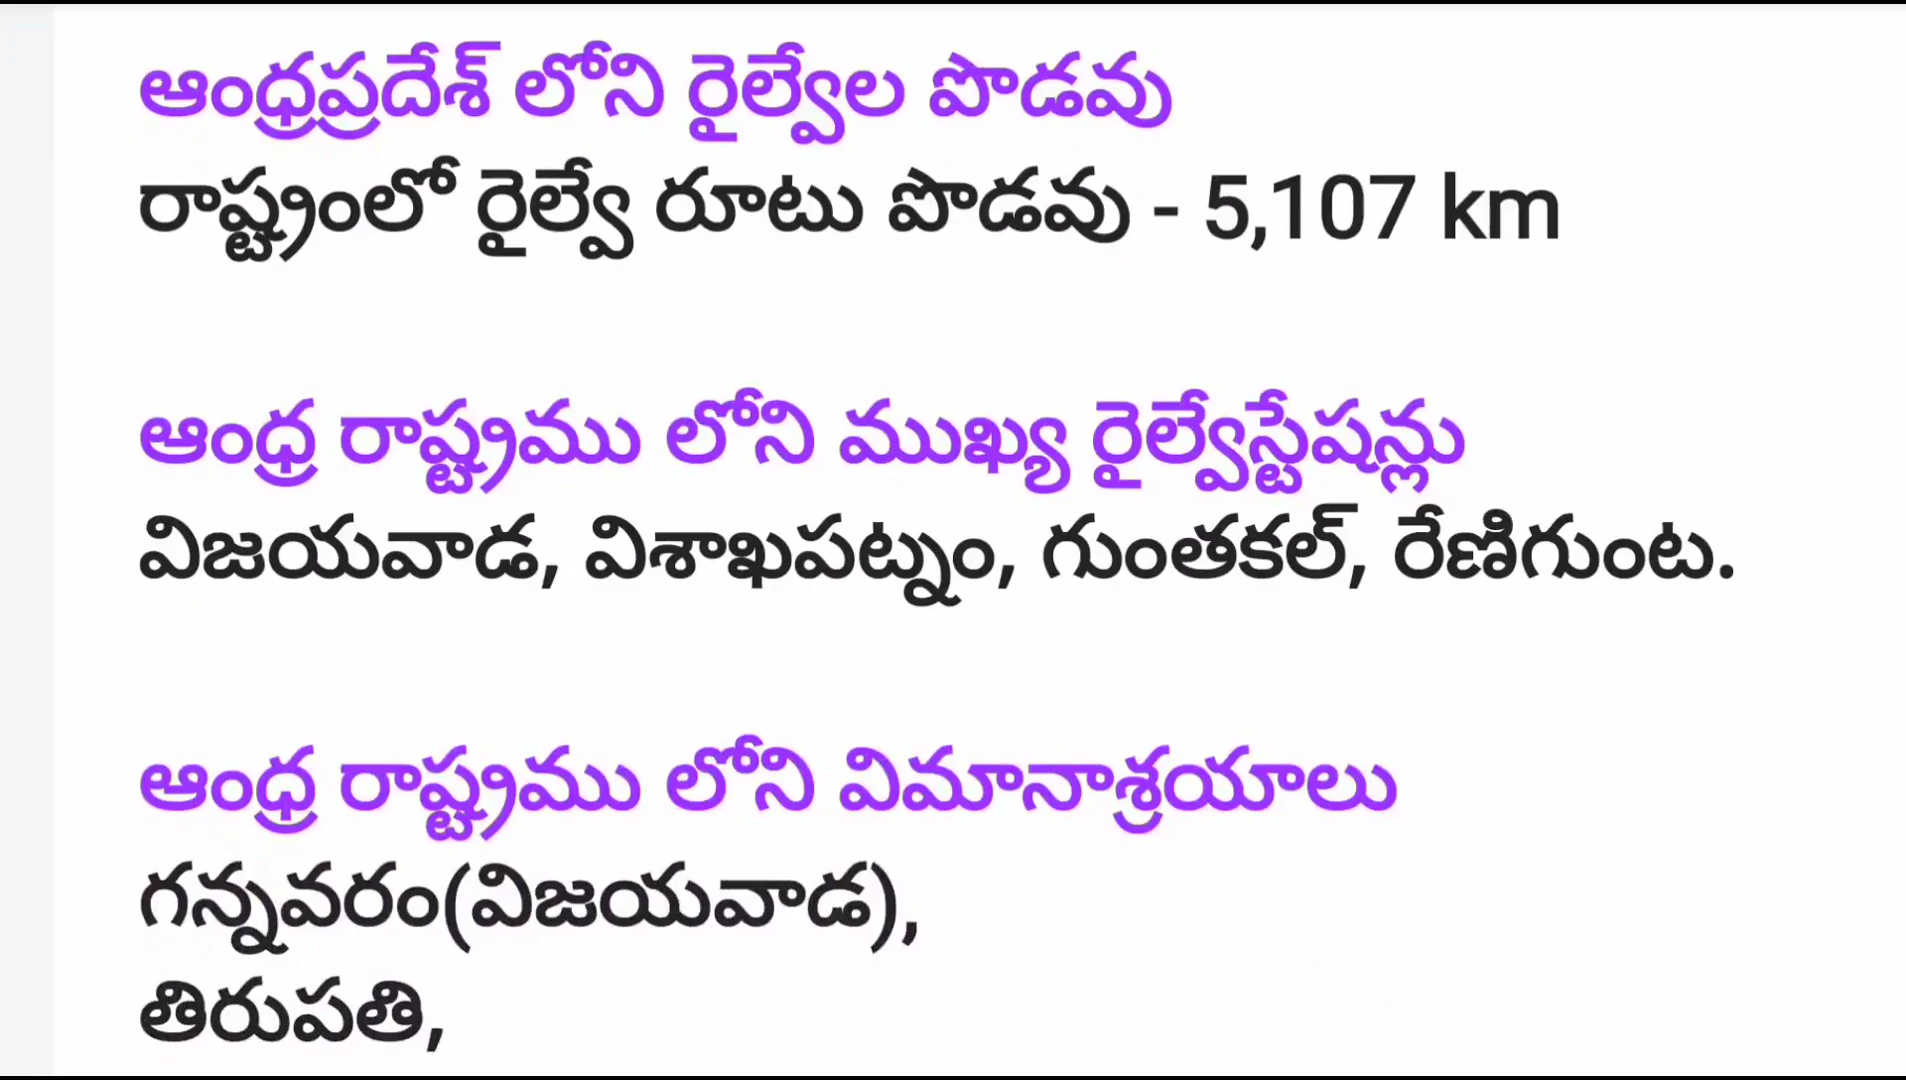 ఆంధ్రప్రదేశ్ లోని రైల్వేల పొడవు
రాష్ట్రంలో రైల్వే రూటు పొడవు - 5,107 km
ఆంధ్ర రాష్ట్రము లోని ముఖ్య రైల్వేస్టేషన్లు
విజయవాడ, విశాఖపట్నం, గుంతకల్, రేణిగుంట.
ఆంధ్ర రాష్ట్రము లోని విమానాశ్రయాలు
గన్నవరం(విజయవాడ),
తిరుపతి,